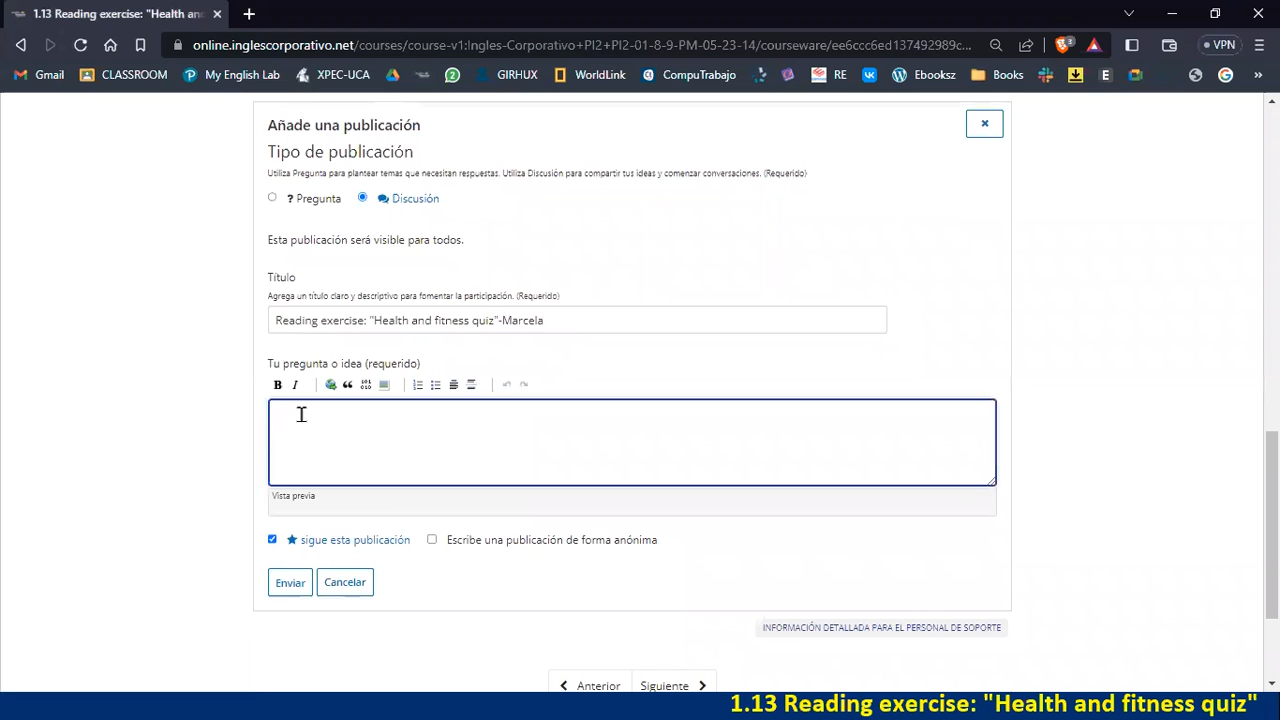 1.13 Reading exercise: "Health and
VPN
online.inglescorporativo.net/courses/course-v1:Ingles-Corporativo+PI2+PI2-01-8-9-PM-05-23-14/courseware/ee6ccc6ed137492989c...
Gmail CLASSROOM My English Lab XPEC-UCA 2 GIRHUX WorldLink CompuTrabajo RE Ebooksz Books E
Añade una publicación
Tipo de publicación
Utiliza Pregunta para plantear temas que necesitan respuestas. Utiliza Discusión para compartir tus ideas y comenzar conversaciones. (Requerido)
? Pregunta Discusión
Esta publicación será visible para todos.
Título
Agrega un título claro y descriptivo para fomentar la participación. (Requerido)
Reading exercise: "Health and fitness quiz"-Marcela
Tu pregunta o idea (requerido)
B I
Vista previa
sigue esta publicación Escribe una publicación de forma anónima
Enviar Cancelar
INFORMACIÓN DETALLADA PARA EL PERSONAL DE SOPORTE
Anterior Siguiente
1.13 Reading exercise: "Health and fitness quiz"